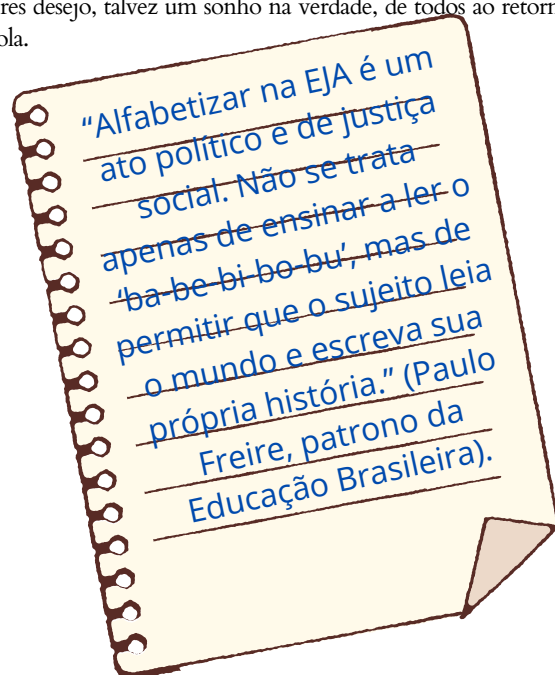 res desejo, talvez um sonho na verdade, de todos ao retorn
ola.
“Alfabetizar na EJA é um
ato político e de justiça
social. Não se trata
apenas de ensinar a ler o
‘ba-be-bi-bo-bu’, mas de
permitir que o sujeito leia
o mundo e escreva sua
própria história.” (Paulo
Freire, patrono da
Educação Brasileira).